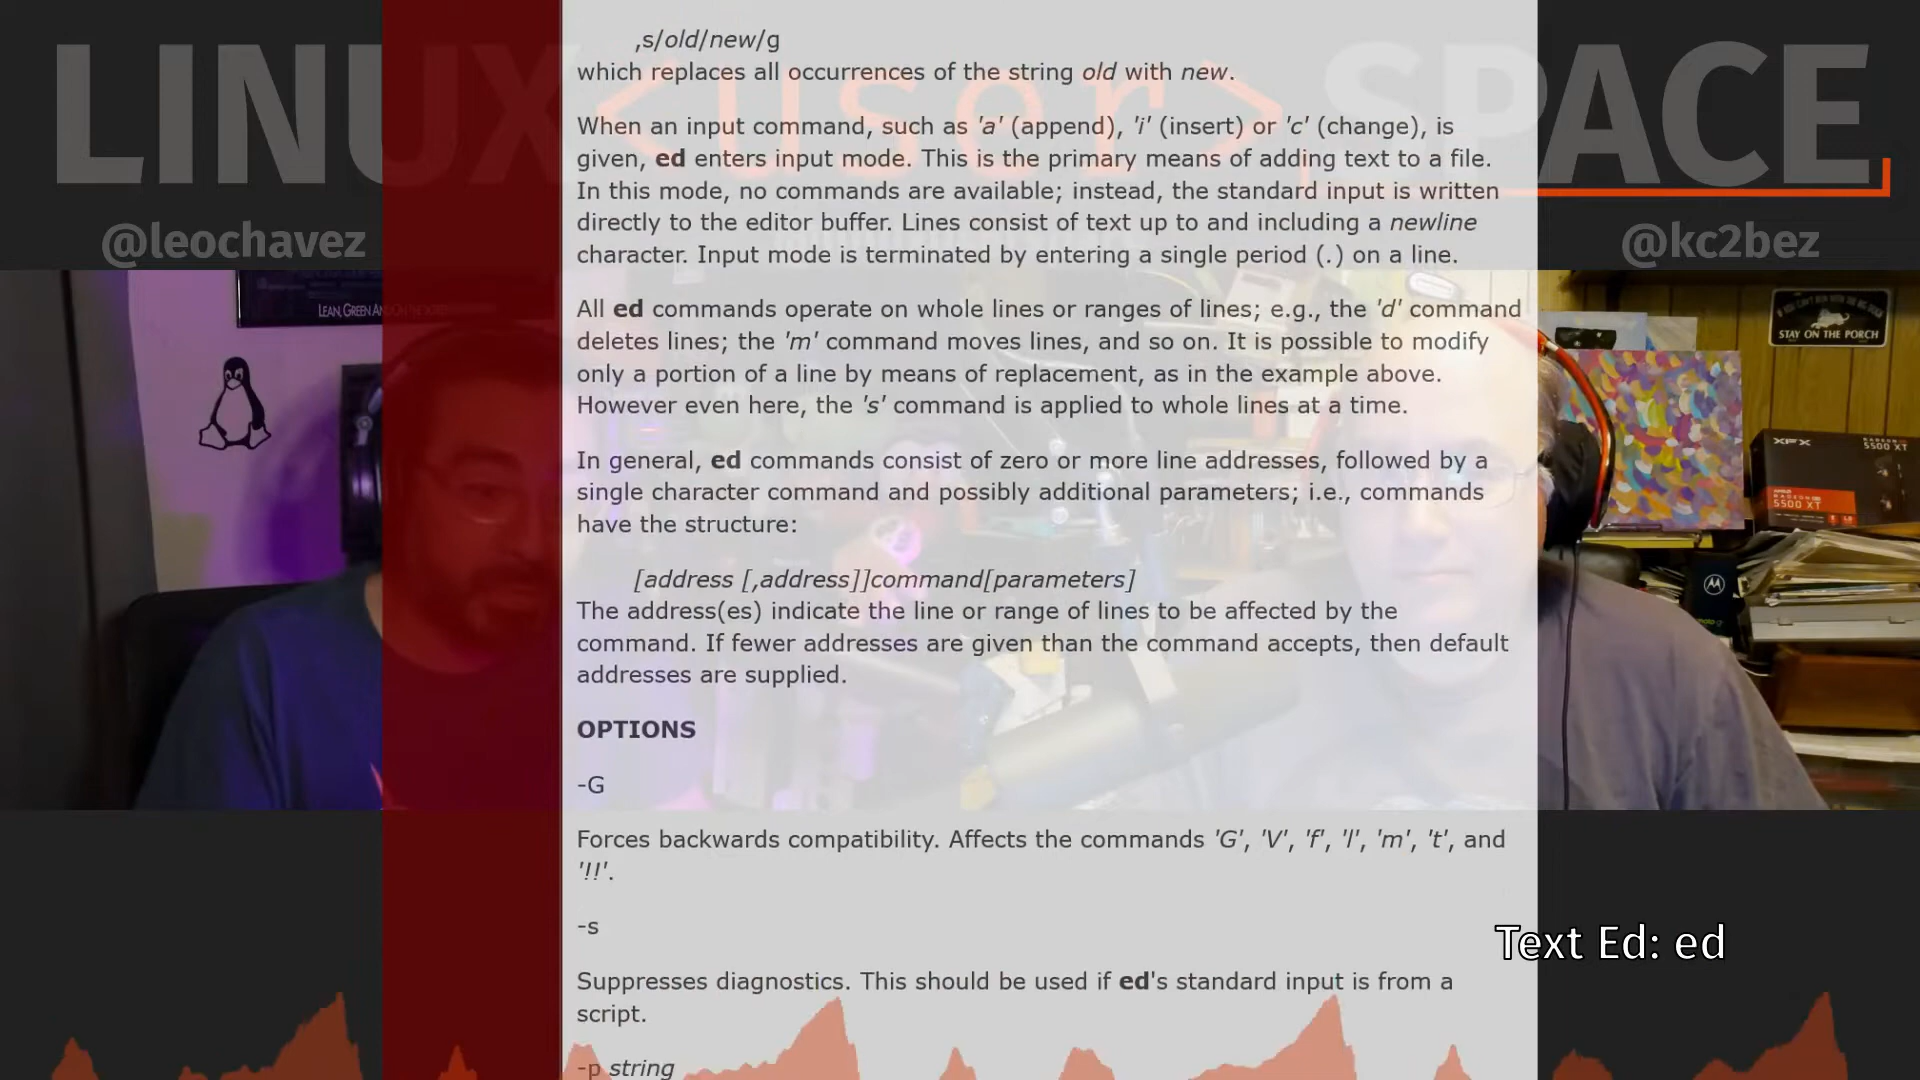 LINUX <user> SPACE
@leochavez
@kc2bez
,s/old/new/g
which replaces all occurrences of the string old with new.
When an input command, such as 'a' (append), 'i' (insert) or 'c' (change), is
given, ed enters input mode. This is the primary means of adding text to a file.
In this mode, no commands are available; instead, the standard input is written
directly to the editor buffer. Lines consist of text up to and including a newline
character. Input mode is terminated by entering a single period (.) on a line.
All ed commands operate on whole lines or ranges of lines; e.g., the 'd' command
deletes lines; the 'm' command moves lines, and so on. It is possible to modify
only a portion of a line by means of replacement, as in the example above.
However even here, the 's' command is applied to whole lines at a time.
In general, ed commands consist of zero or more line addresses, followed by a
single character command and possibly additional parameters; i.e., commands
have the structure:
[address [,address]]command[parameters]
The address(es) indicate the line or range of lines to be affected by the
command. If fewer addresses are given than the command accepts, then default
addresses are supplied.
OPTIONS
-G
Forces backwards compatibility. Affects the commands 'G', 'V', 'f', 'l', 'm', 't', and
'!!'.
-s
Suppresses diagnostics. This should be used if ed's standard input is from a
script.
-p string
Text Ed: ed
LEAN, GREEN
STAY ON THE PORCH
XFX
RADEON
5500 XT
5500 XT